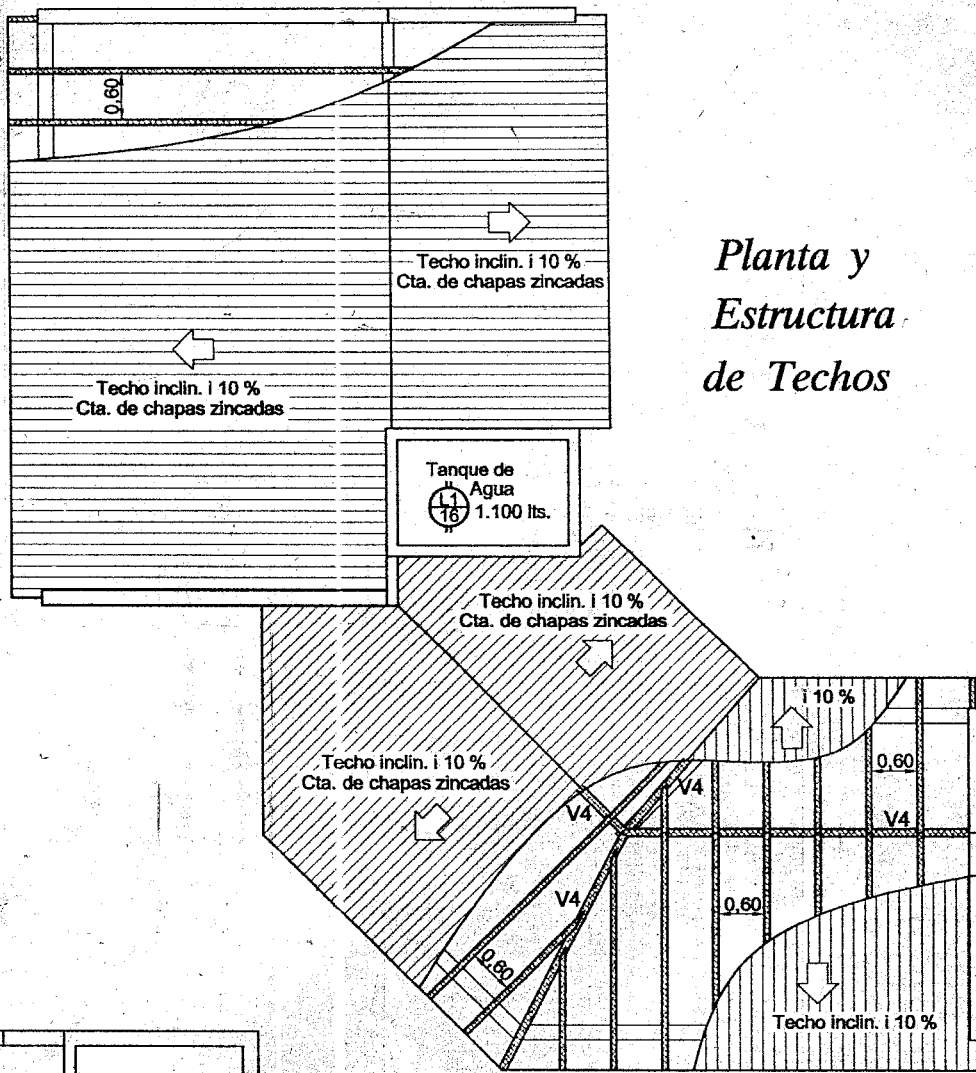 0,60
Techo inclin. i 10 %
Cta. de chapas zincadas
Planta y
Estructura
de Techos
Techo inclin. i 10 %
Cta. de chapas zincadas
Tanque de
Agua
L1
16
1.100 lts.
Techo inclin. i 10 %
Cta. de chapas zincadas
i 10 %
Techo inclin. i 10 %
Cta. de chapas zincadas
0,60
V4
V4
V4
V4
0,60
0,60
Techo inclin. i 10 %